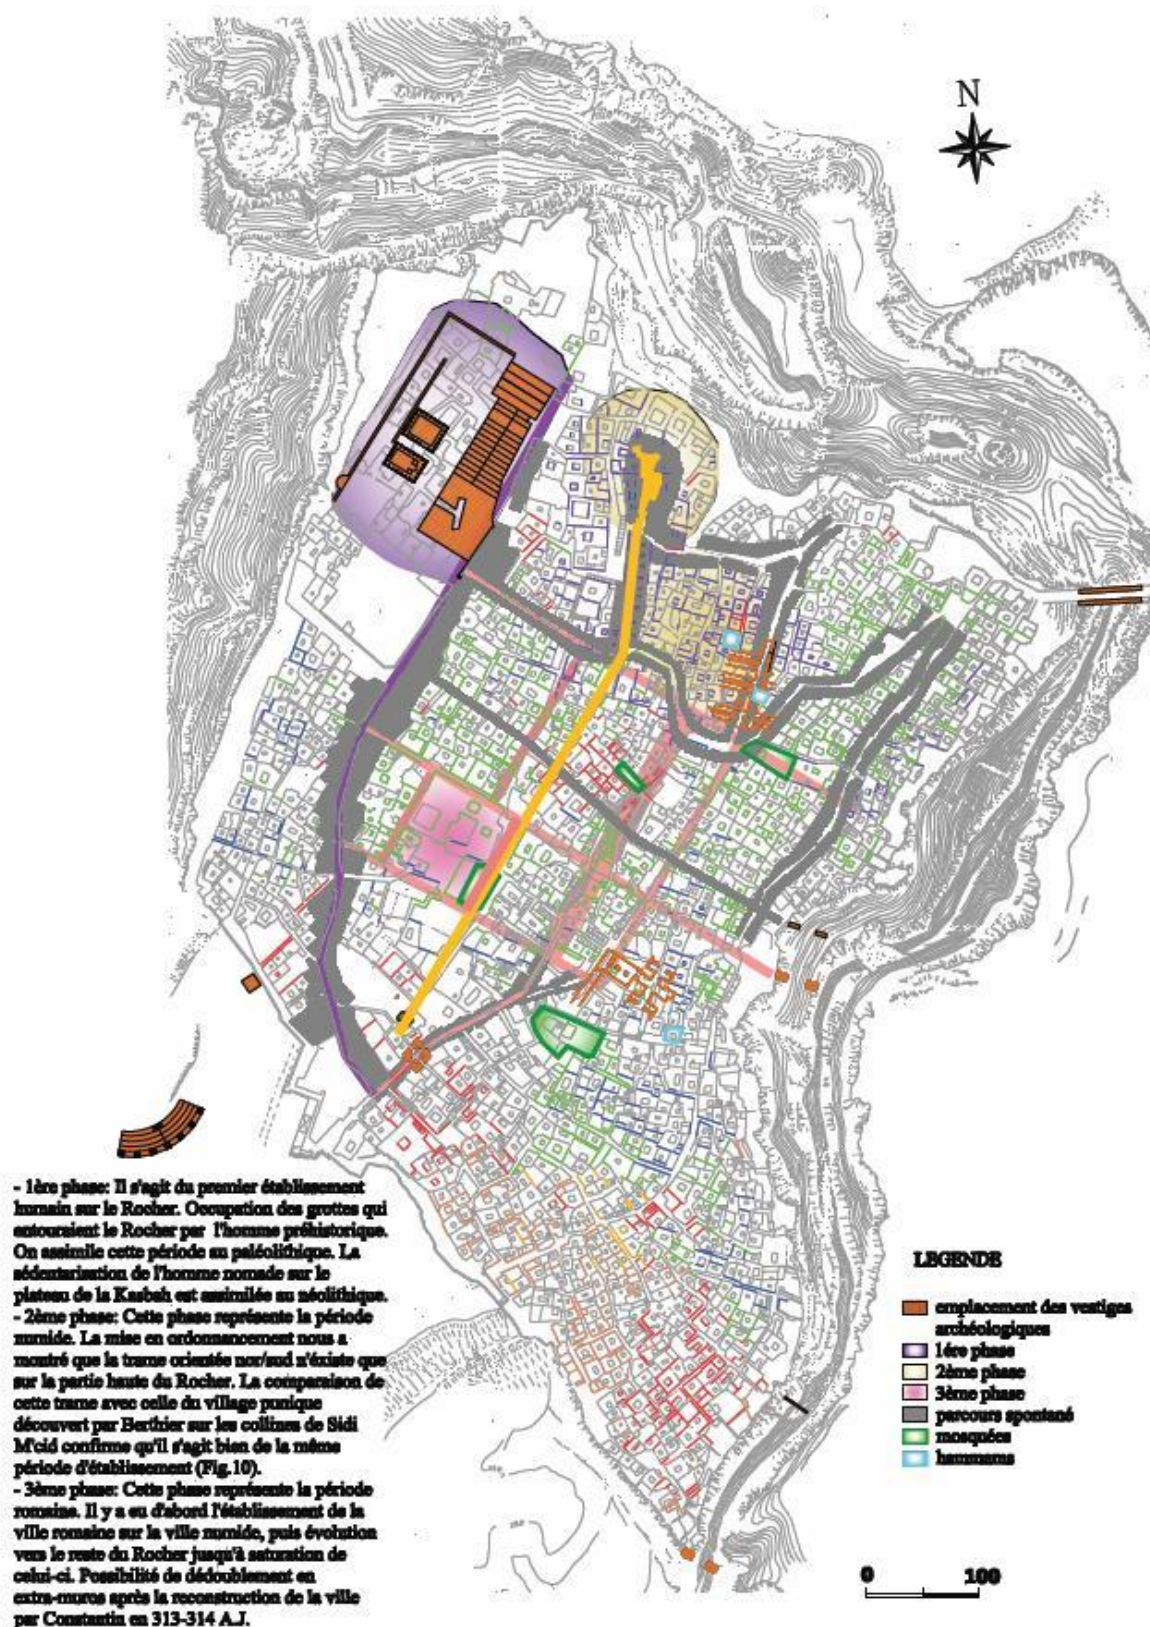 N
- 1ère phase: Il s'agit du premier établissement
humain sur le Rocher. Occupation des grottes qui
entouraient le Rocher par l'homme préhistorique.
On assimile cette période au paléolithique. La
sédentarisation de l'homme nomade sur le
plateau de la Kasbah est assimilée au néolithique.
- 2ème phase: Cette phase représente la période
numide. La mise en ordonnancement nous a
montré que la trame orientée nor/sud n'éxiste que
sur la partie haute du Rocher. La comparaison de
cette trame avec celle du village punique
découvert par Berthier sur les collines de Sidi
M'cid confirme qu'il s'agit bien de la même
période d'établissement (Fig.10).
- 3ème phase: Cette phase représente la période
romaine. Il y a eu d'abord l'établissement de la
ville romaine sur la ville numide, puis évolution
vers le reste du Rocher jusqu'à saturation de
celui-ci. Possibilité de dédoublement en
extra-muros après la reconstruction de la ville
par Constantin en 313-314 A.J.
LEGENDE
emplacement des vestiges
archéologiques
1ére phase
2ème phase
3ème phase
parcours spontané
mosquées
hammams
0 100